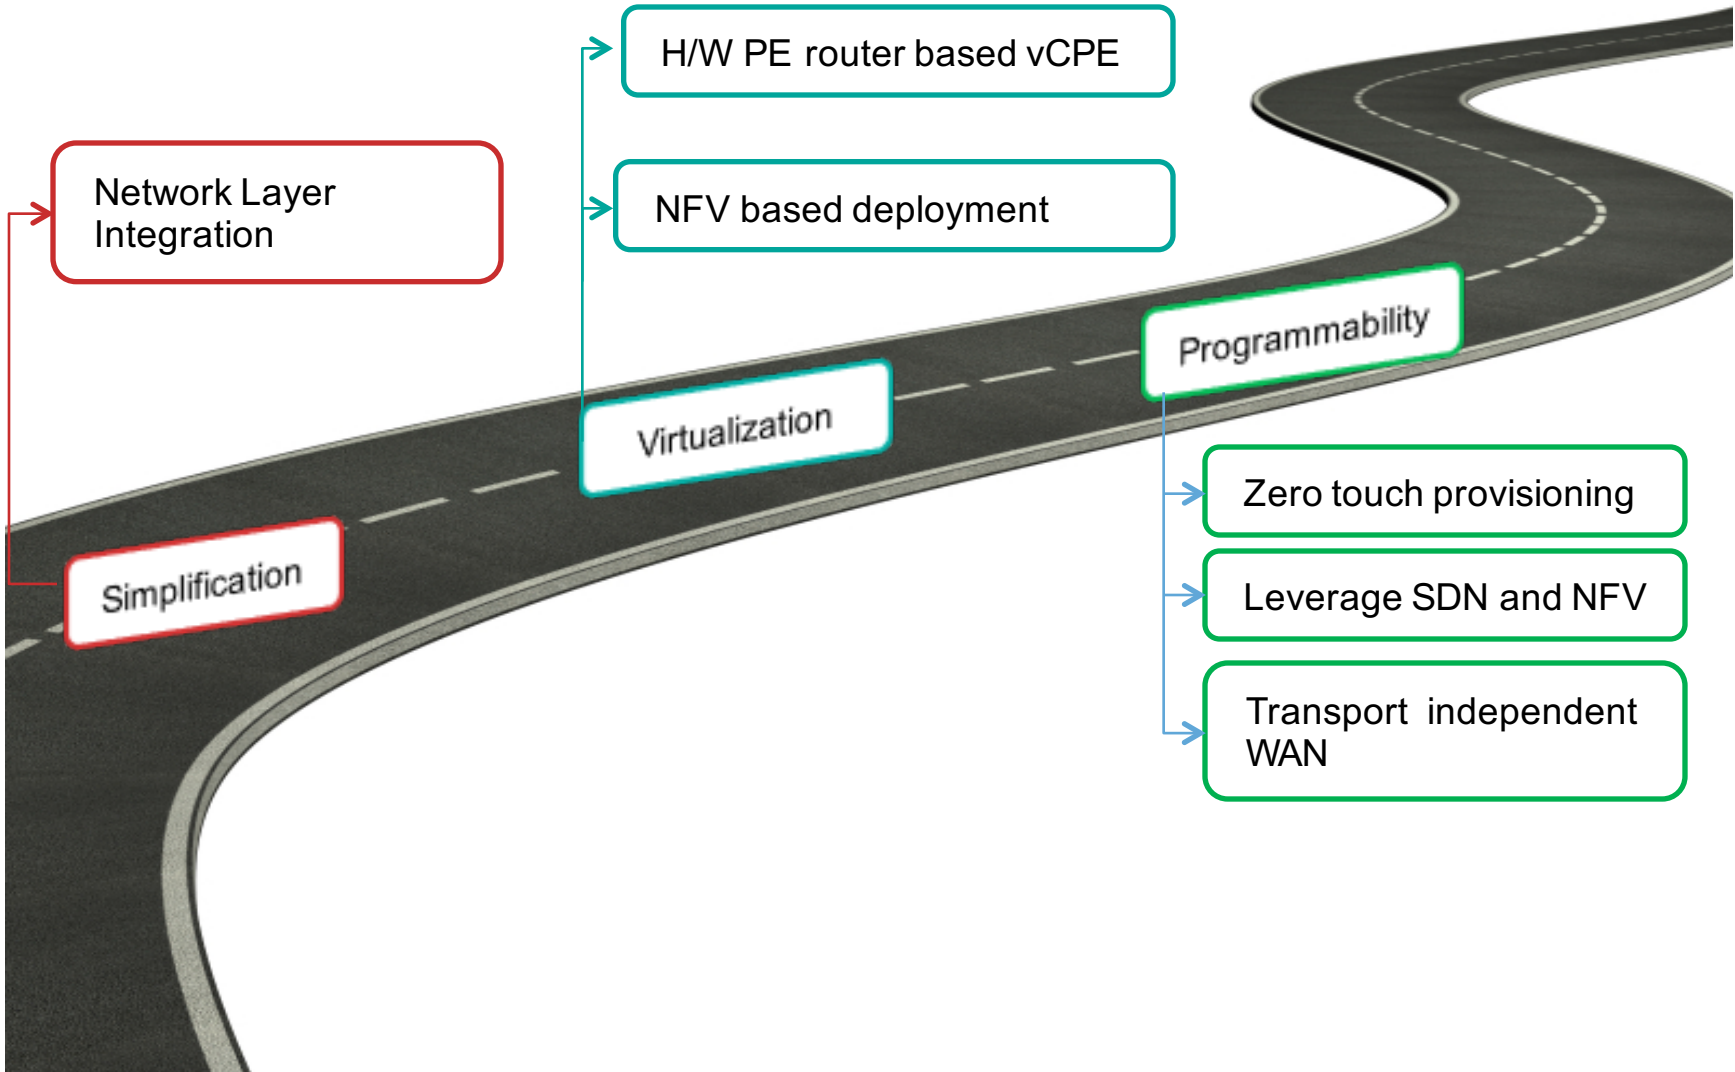 H/W PE router based vCPE
Network Layer
Integration
NFV based deployment
Programmability
Virtualization
Simplification
Zero touch provisioning
Leverage SDN and NFV
Transport independent
WAN